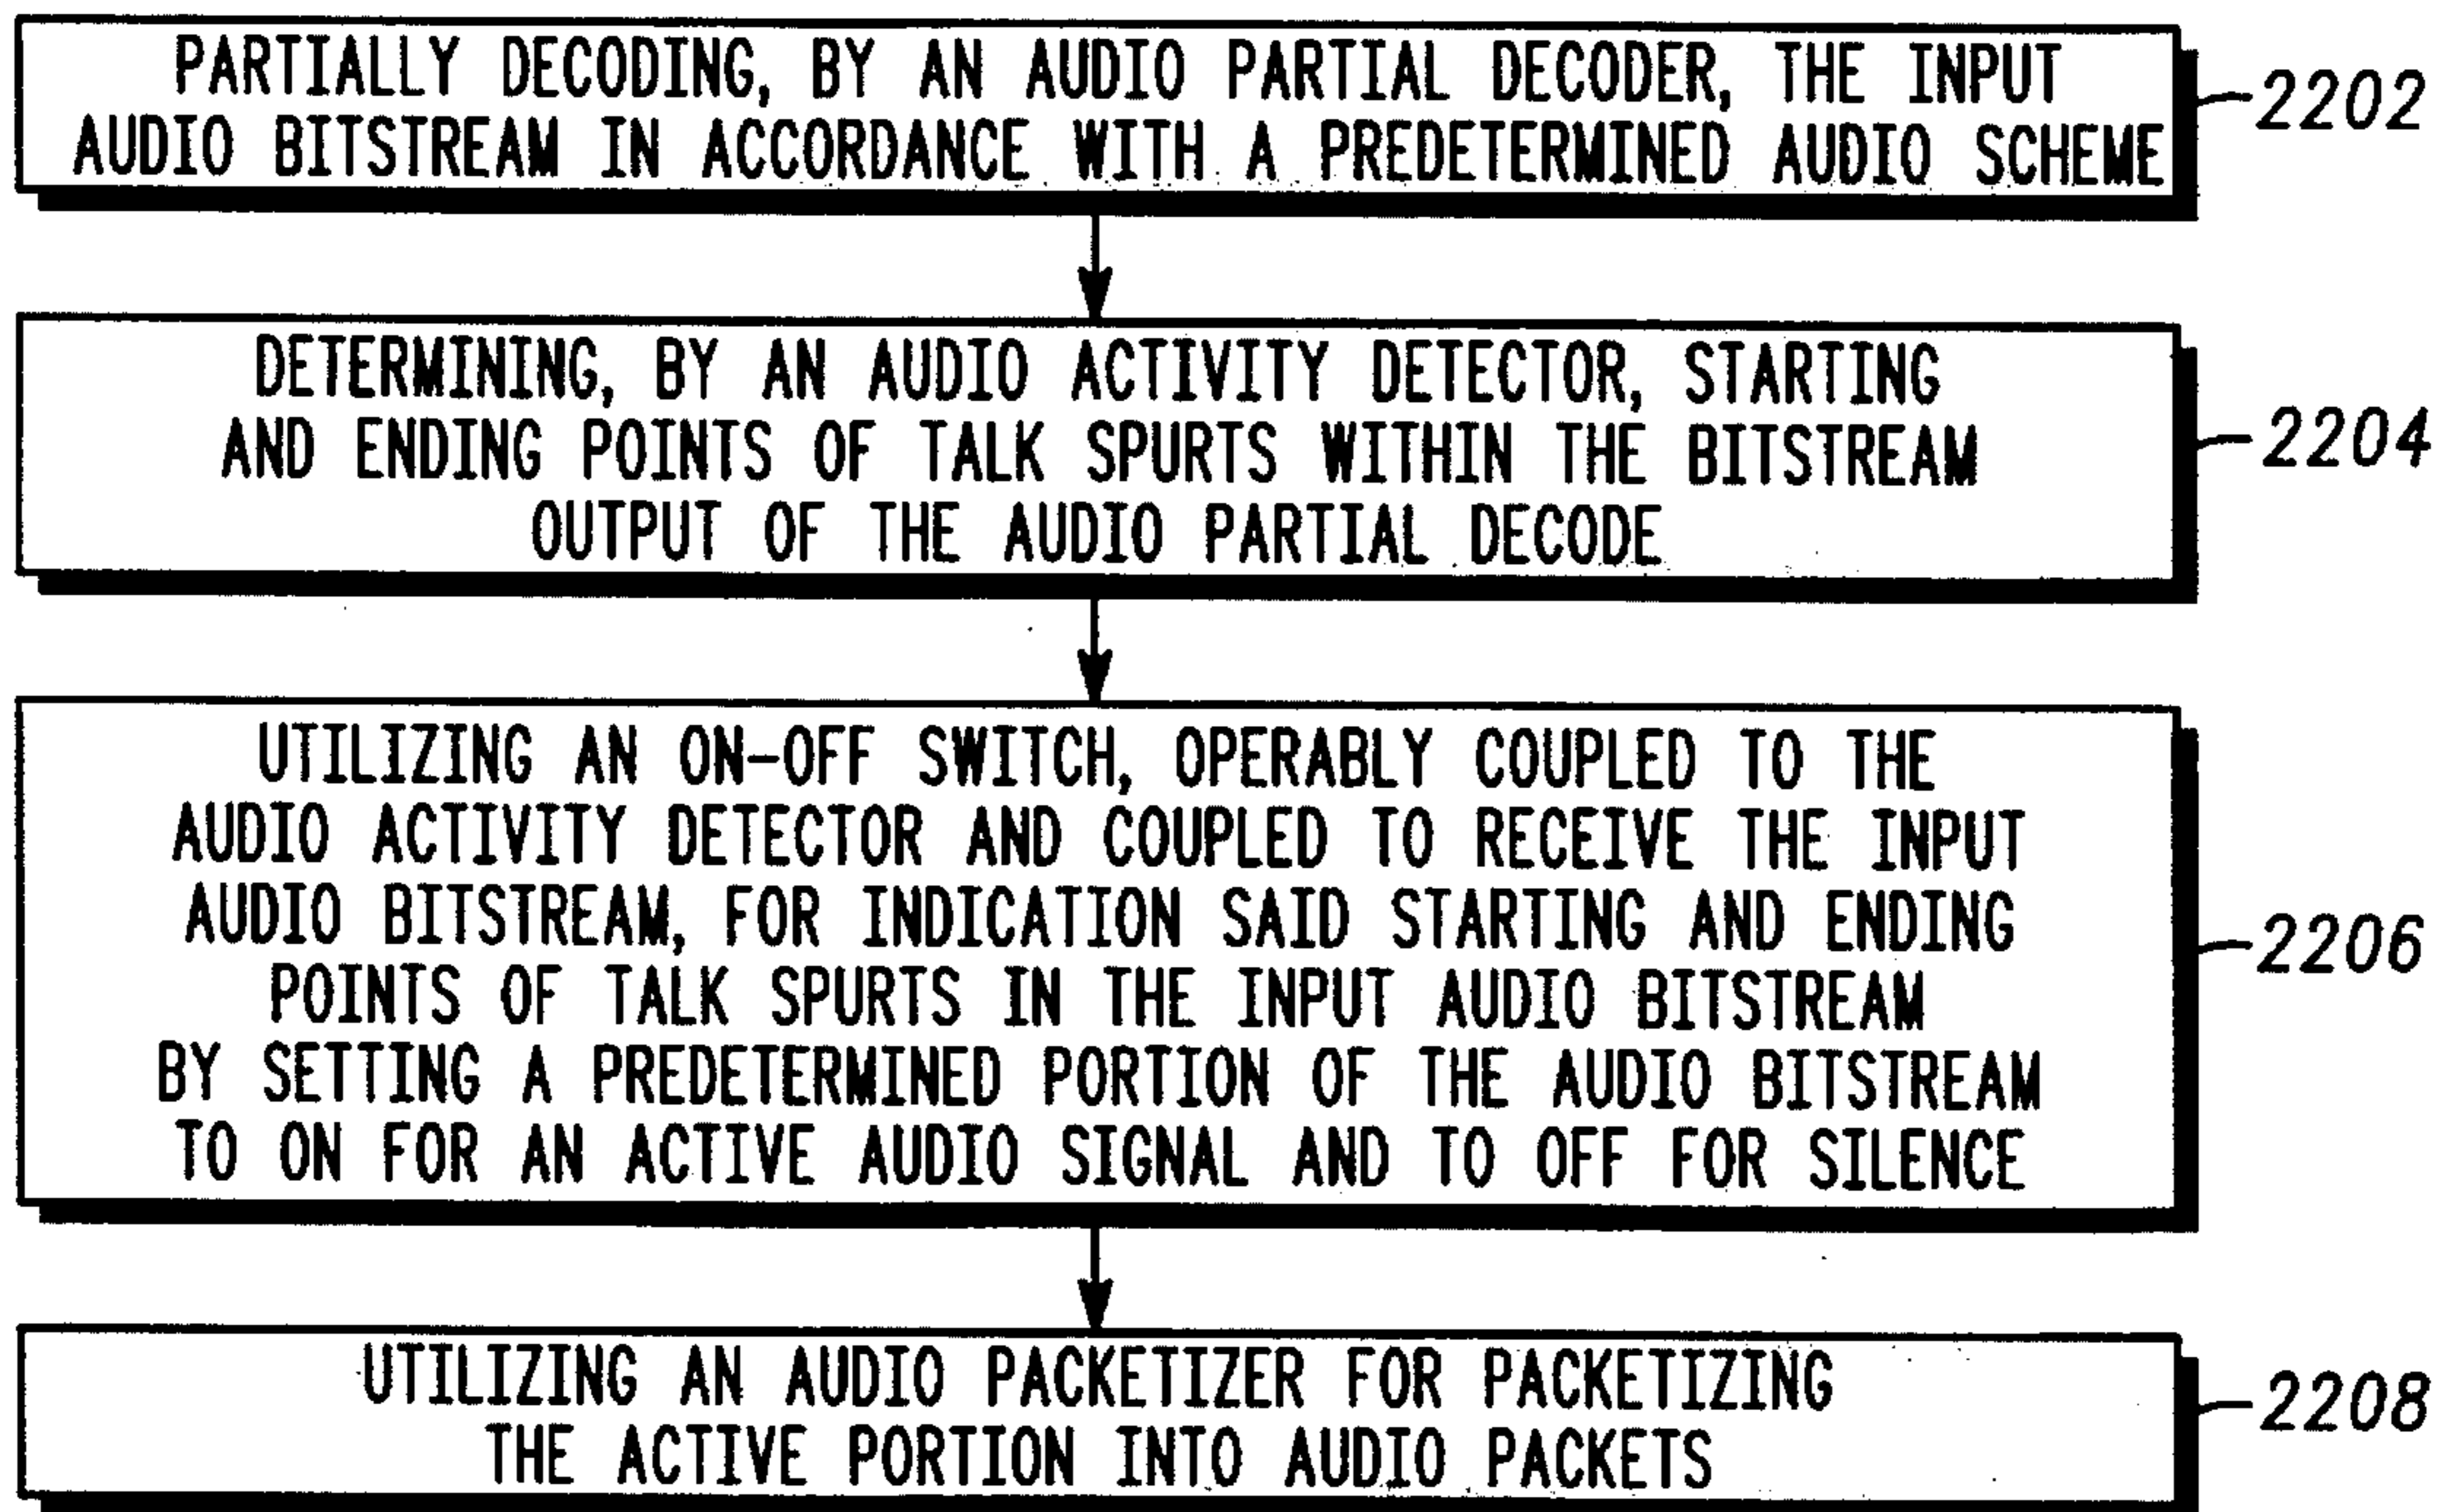 PARTIALLY DECODING, BY AN AUDIO PARTIAL DECODER, THE INPUT
AUDIO BITSTREAM IN ACCORDANCE WITH A PREDETERMINED AUDIO SCHEME
2202
DETERMINING, BY AN AUDIO ACTIVITY DETECTOR, STARTING
AND ENDING POINTS OF TALK SPURTS WITHIN THE BITSTREAM
OUTPUT OF THE AUDIO PARTIAL DECODE
2204
UTILIZING AN ON-OFF SWITCH, OPERABLY COUPLED TO THE
AUDIO ACTIVITY DETECTOR AND COUPLED TO RECEIVE THE INPUT
AUDIO BITSTREAM, FOR INDICATION SAID STARTING AND ENDING
POINTS OF TALK SPURTS IN THE INPUT AUDIO BITSTREAM
BY SETTING A PREDETERMINED PORTION OF THE AUDIO BITSTREAM
TO ON FOR AN ACTIVE AUDIO SIGNAL AND TO OFF FOR SILENCE
2206
UTILIZING AN AUDIO PACKETIZER FOR PACKETIZING
THE ACTIVE PORTION INTO AUDIO PACKETS
2208